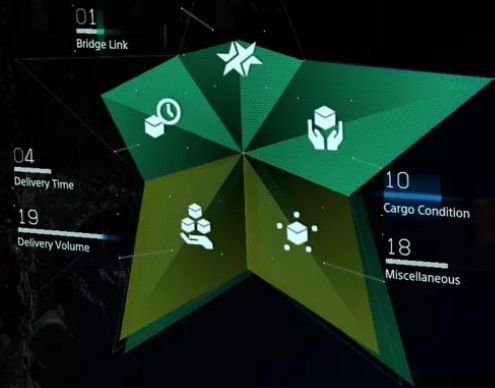 01
Bridge Link
04
Delivery Time
19
Delivery Volume
10
Cargo Condition
18
Miscellaneous